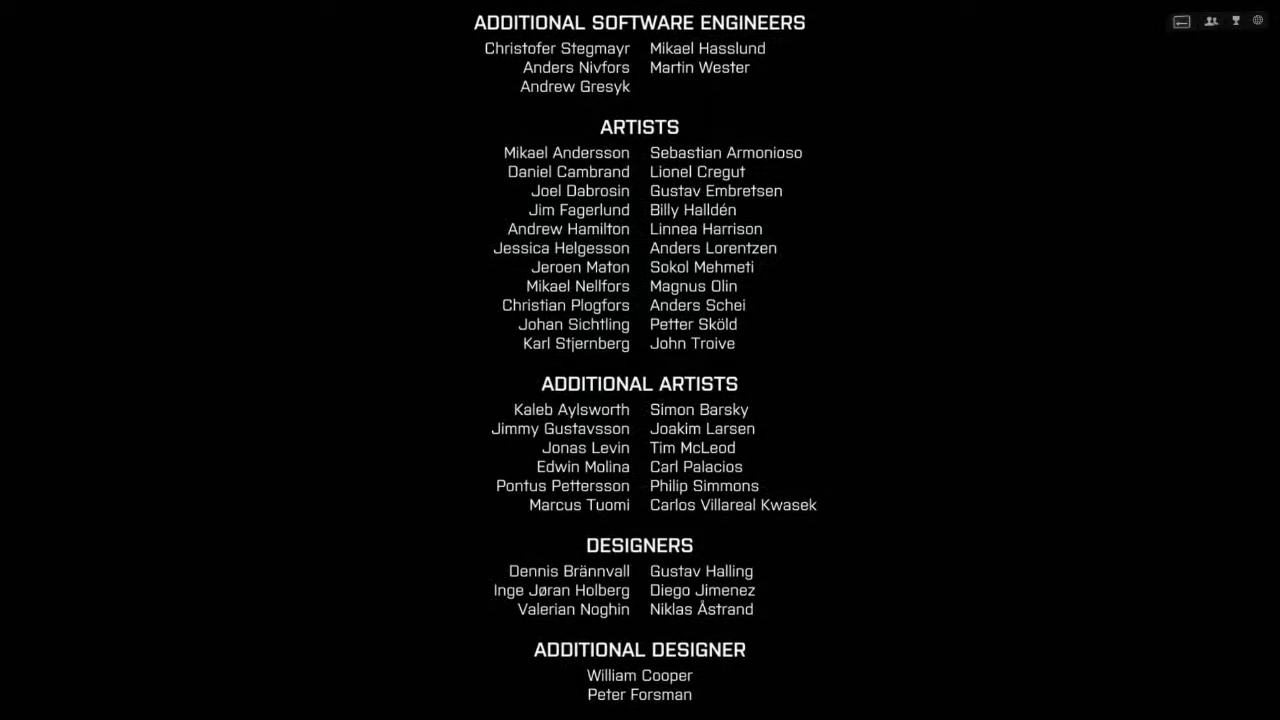 ADDITIONAL SOFTWARE ENGINEERS
Christofer Stegmayr Mikael Hasslund
Anders Nivfors Martin Wester
Andrew Gresyk
ARTISTS
Mikael Andersson Sebastian Armonioso
Daniel Cambrand Lionel Cregut
Joel Dabrosin Gustav Embretsen
Jim Fagerlund Billy Halldén
Andrew Hamilton Linnea Harrison
Jessica Helgesson Anders Lorentzen
Jeroen Maton Sokol Mehmeti
Mikael Nellfors Magnus Olin
Christian Plogfors Anders Schei
Johan Sichtling Petter Sköld
Karl Stjernberg John Troive
ADDITIONAL ARTISTS
Kaleb Aylsworth Simon Barsky
Jimmy Gustavsson Joakim Larsen
Jonas Levin Tim McLeod
Edwin Molina Carl Palacios
Pontus Pettersson Philip Simmons
Marcus Tuomi Carlos Villareal Kwasek
DESIGNERS
Dennis Brännvall Gustav Halling
Inge Jøran Holberg Diego Jimenez
Valerian Noghin Niklas Åstrand
ADDITIONAL DESIGNER
William Cooper
Peter Forsman